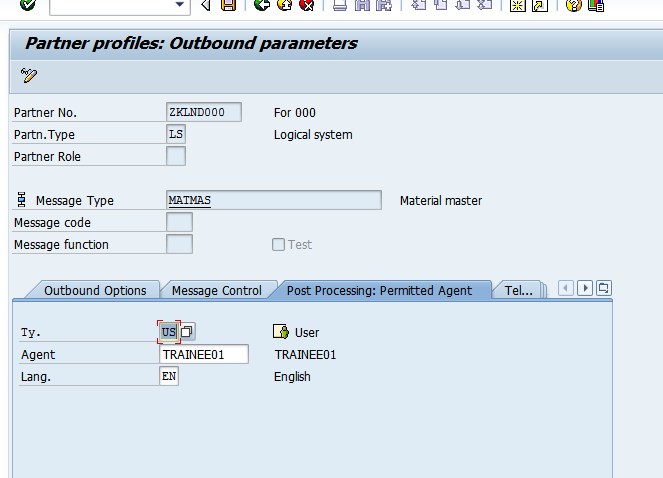 Partner profiles: Outbound parameters
Partner No. ZKLND000 For 000
Partn.Type LS Logical system
Partner Role
Message Type MATMAS Material master
Message code
Message function Test
Outbound Options Message Control Post Processing: Permitted Agent Tel...
Ty. US User
Agent TRAINEE01 TRAINEE01
Lang. EN English